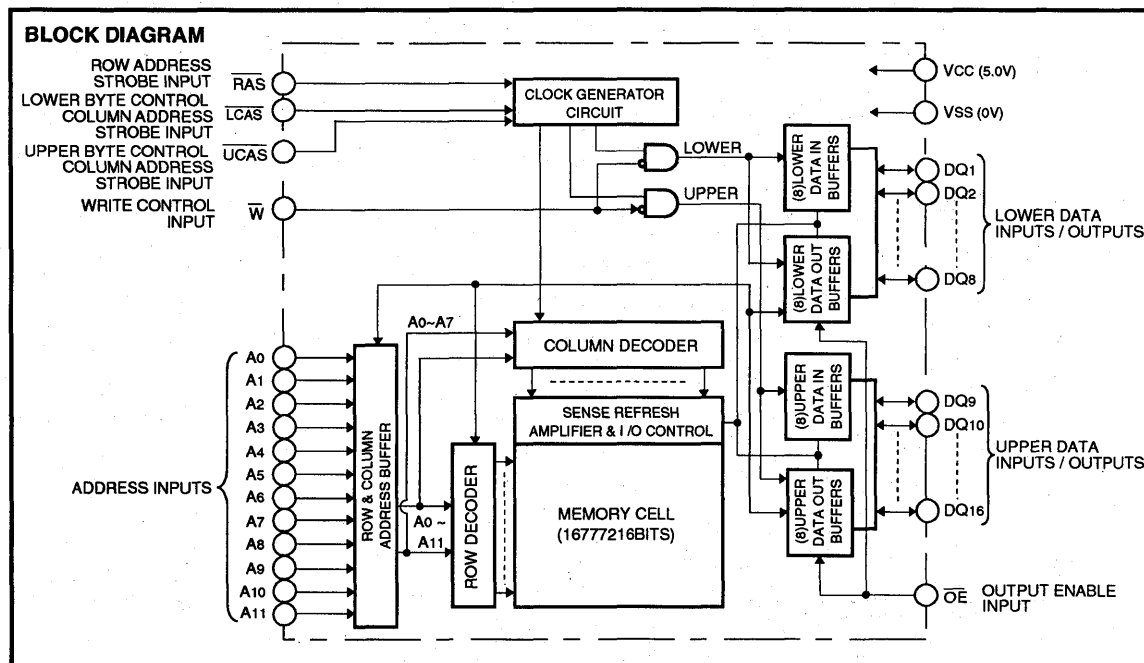 BLOCK DIAGRAM
ROW ADDRESS
STROBE INPUT
RAS
LOWER BYTE CONTROL
COLUMN ADDRESS
STROBE INPUT
LCAS
UPPER BYTE CONTROL
COLUMN ADDRESS
STROBE INPUT
UCAS
WRITE CONTROL
INPUT
W
CLOCK GENERATOR
CIRCUIT
LOWER
UPPER
(8)LOWER
DATA IN
BUFFERS
(8)LOWER
DATA OUT
BUFFERS
VCC (5.0V)
VSS (0V)
DQ1
DQ2
DQ8
LOWER DATA
INPUTS / OUTPUTS
ADDRESS INPUTS
A0
A1
A2
A3
A4
A5
A6
A7
A8
A9
A10
A11
ROW & COLUMN
ADDRESS BUFFER
A0~A7
A0 ~
A11
ROW DECODER
COLUMN DECODER
SENSE REFRESH
AMPLIFIER & I /O CONTROL
MEMORY CELL
(16777216BITS)
(8)UPPER
DATA IN
BUFFERS
(8)UPPER
DATA OUT
BUFFERS
DQ9
DQ10
DQ16
UPPER DATA
INPUTS / OUTPUTS
OE
OUTPUT ENABLE
INPUT